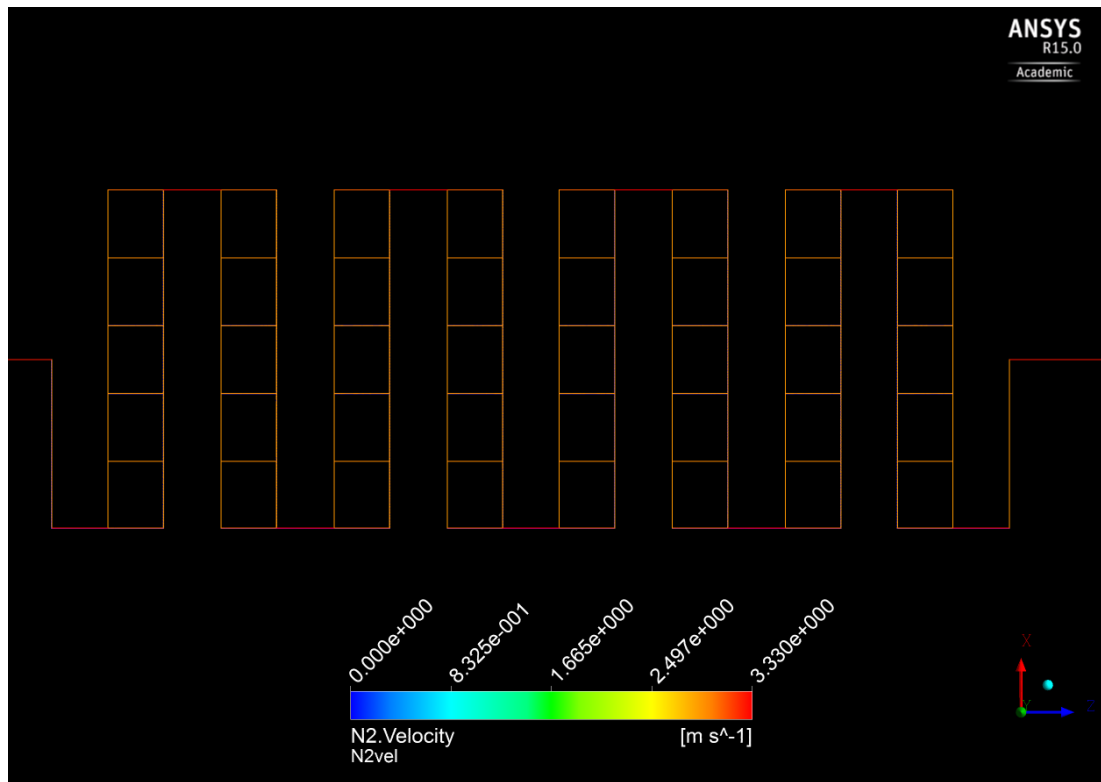 ANSYS
R15.0
Academic
0.000e+000
8.325e-001
1.665e+000
2.497e+000
3.330e+000
N2.Velocity [m s^-1]
N2vel
X
Y
Z